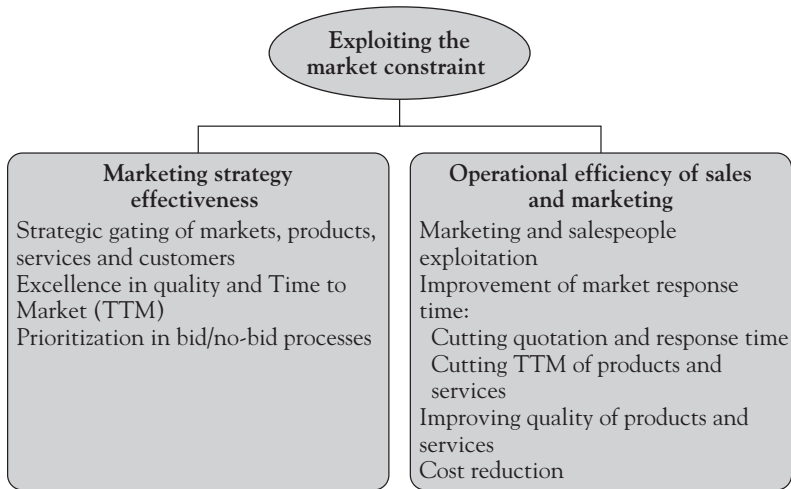 Exploiting the
market constraint
Marketing strategy
effectiveness
Strategic gating of markets, products,
services and customers
Excellence in quality and Time to
Market (TTM)
Prioritization in bid/no-bid processes
Operational efficiency of sales
and marketing
Marketing and salespeople
exploitation
Improvement of market response
time:
Cutting quotation and response time
Cutting TTM of products and
services
Improving quality of products and
services
Cost reduction